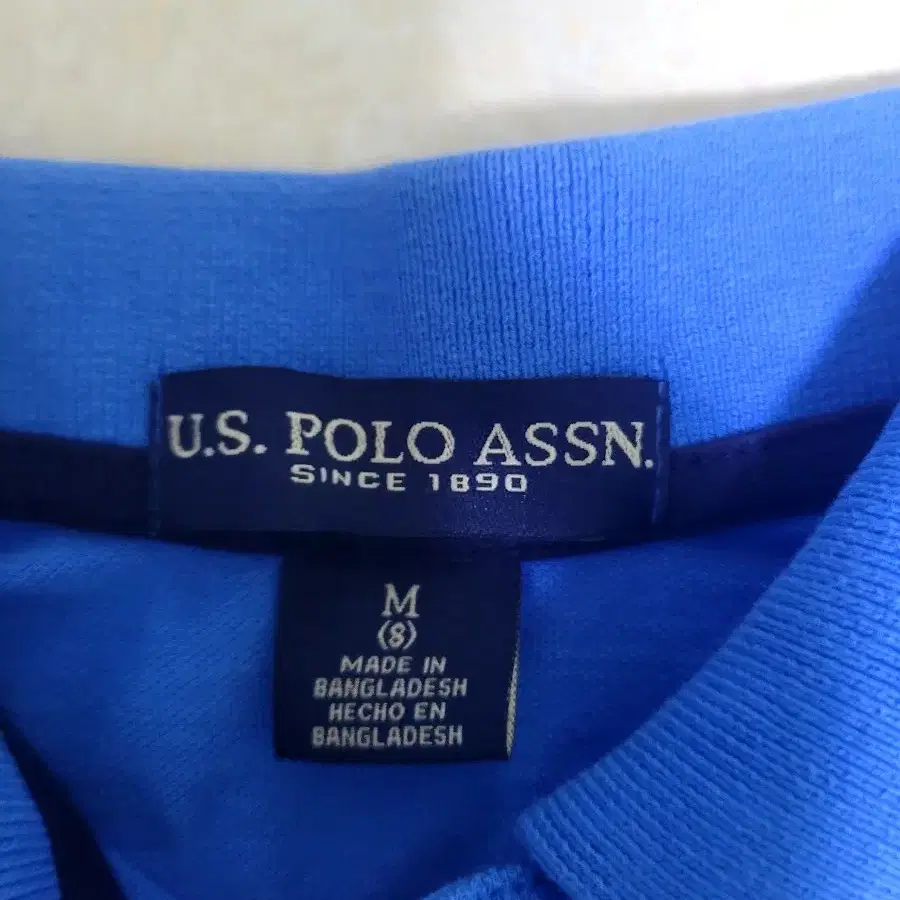 U.S. POLO ASSN.
SINCE 1890
M
(8)
MADE IN
BANGLADESH
HECHO EN
BANGLADESH